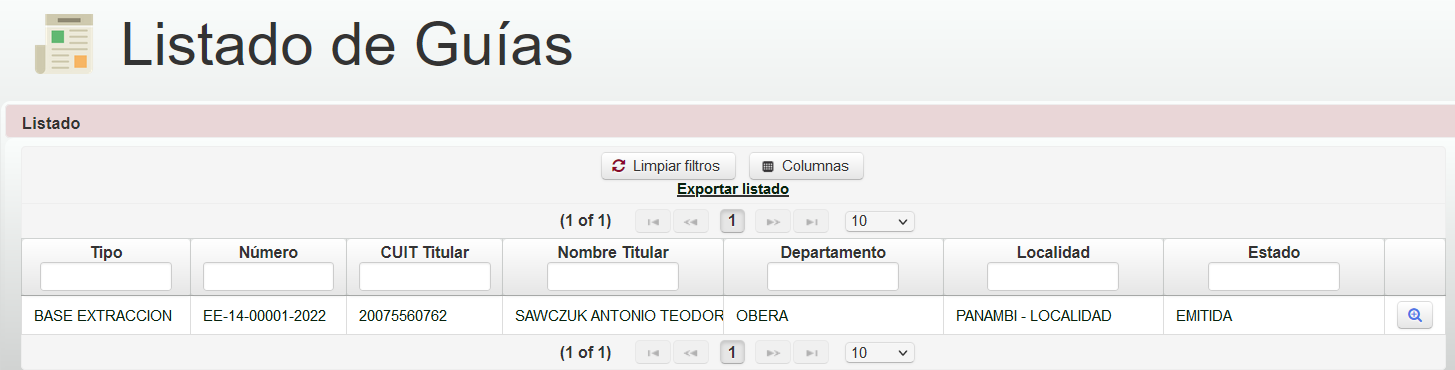 Listado de Guías
Listado
Limpiar filtros Columnas
Exportar listado
(1 of 1) 1 10
Tipo Número CUIT Titular Nombre Titular Departamento Localidad Estado
BASE EXTRACCION EE-14-00001-2022 20075560762 SAWCZUK ANTONIO TEODOR OBERA PANAMBI - LOCALIDAD EMITIDA
(1 of 1) 1 10